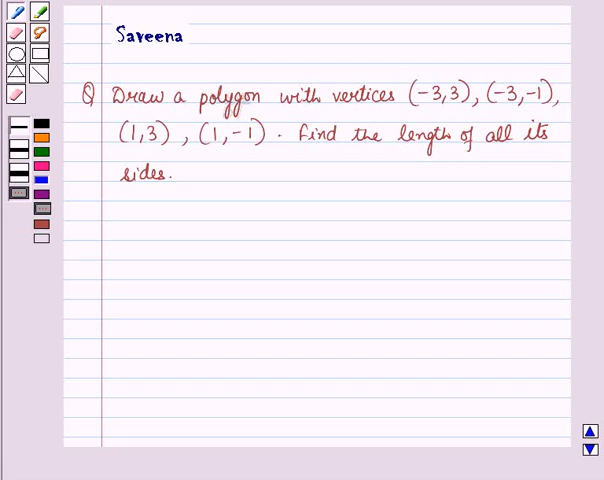 Saveena
Q Draw a polygon with vertices (-3,3), (-3,-1),
(1,3), (1,-1). Find the length of all its
sides.